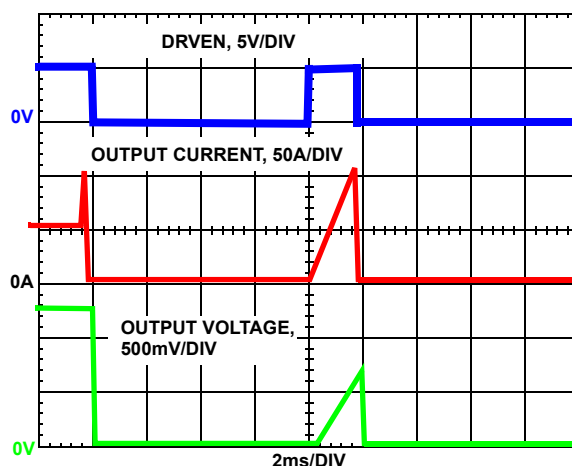 DRVEN, 5V/DIV
0V
OUTPUT CURRENT, 50A/DIV
0A
OUTPUT VOLTAGE,
500mV/DIV
0V
2ms/DIV